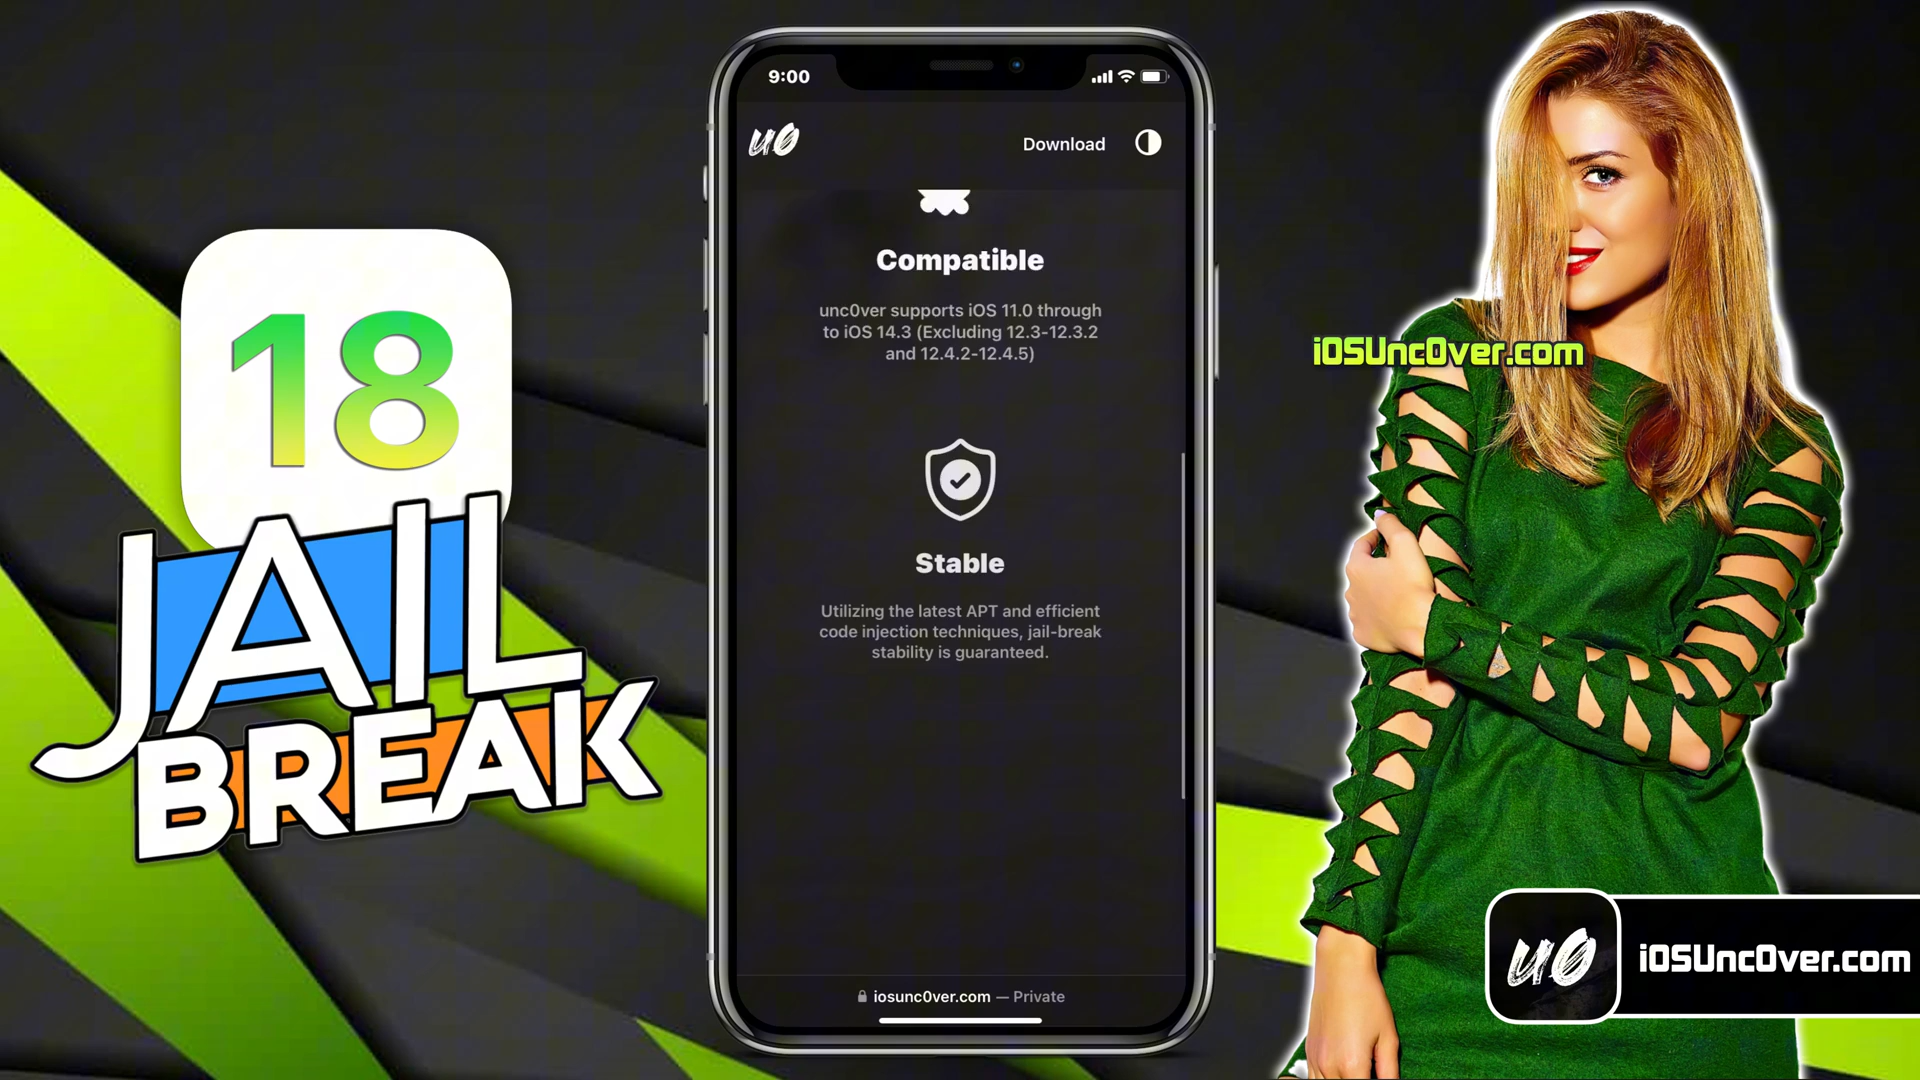 18
JAIL
BREAK
9:00
u0
Download
Compatible
unc0ver supports iOS 11.0 through
to iOS 14.3 (Excluding 12.3-12.3.2
and 12.4.2-12.4.5)
Stable
Utilizing the latest APT and efficient
code injection techniques, jail-break
stability is guaranteed.
iosunc0ver.com — Private
iOSUnc0ver.com
u0
iOSUnc0ver.com